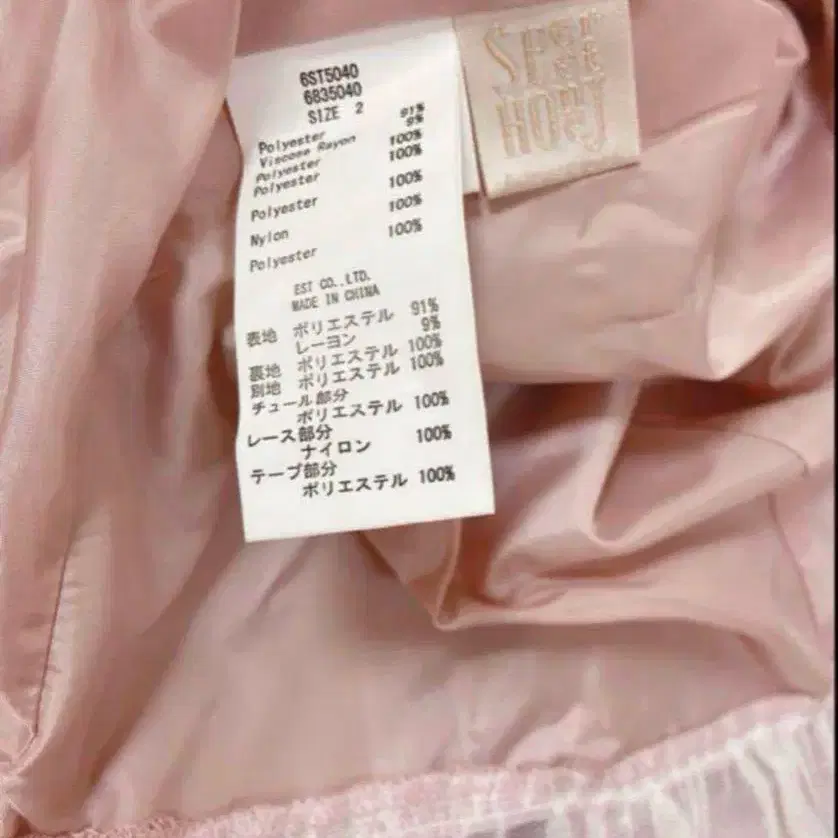 6ST5040
6835040
SIZE 2
Polyester 91%
Viscose Rayon 9%
Polyester 100%
Polyester 100%
Polyester 100%
Nylon 100%
Polyester 100%
EST CO.,LTD.
MADE IN CHINA
表地 ポリエステル 91%
レーヨン 9%
裏地 ポリエステル 100%
別地 ポリエステル 100%
チュール部分
ポリエステル 100%
レース部分
ナイロン 100%
テープ部分
ポリエステル 100%